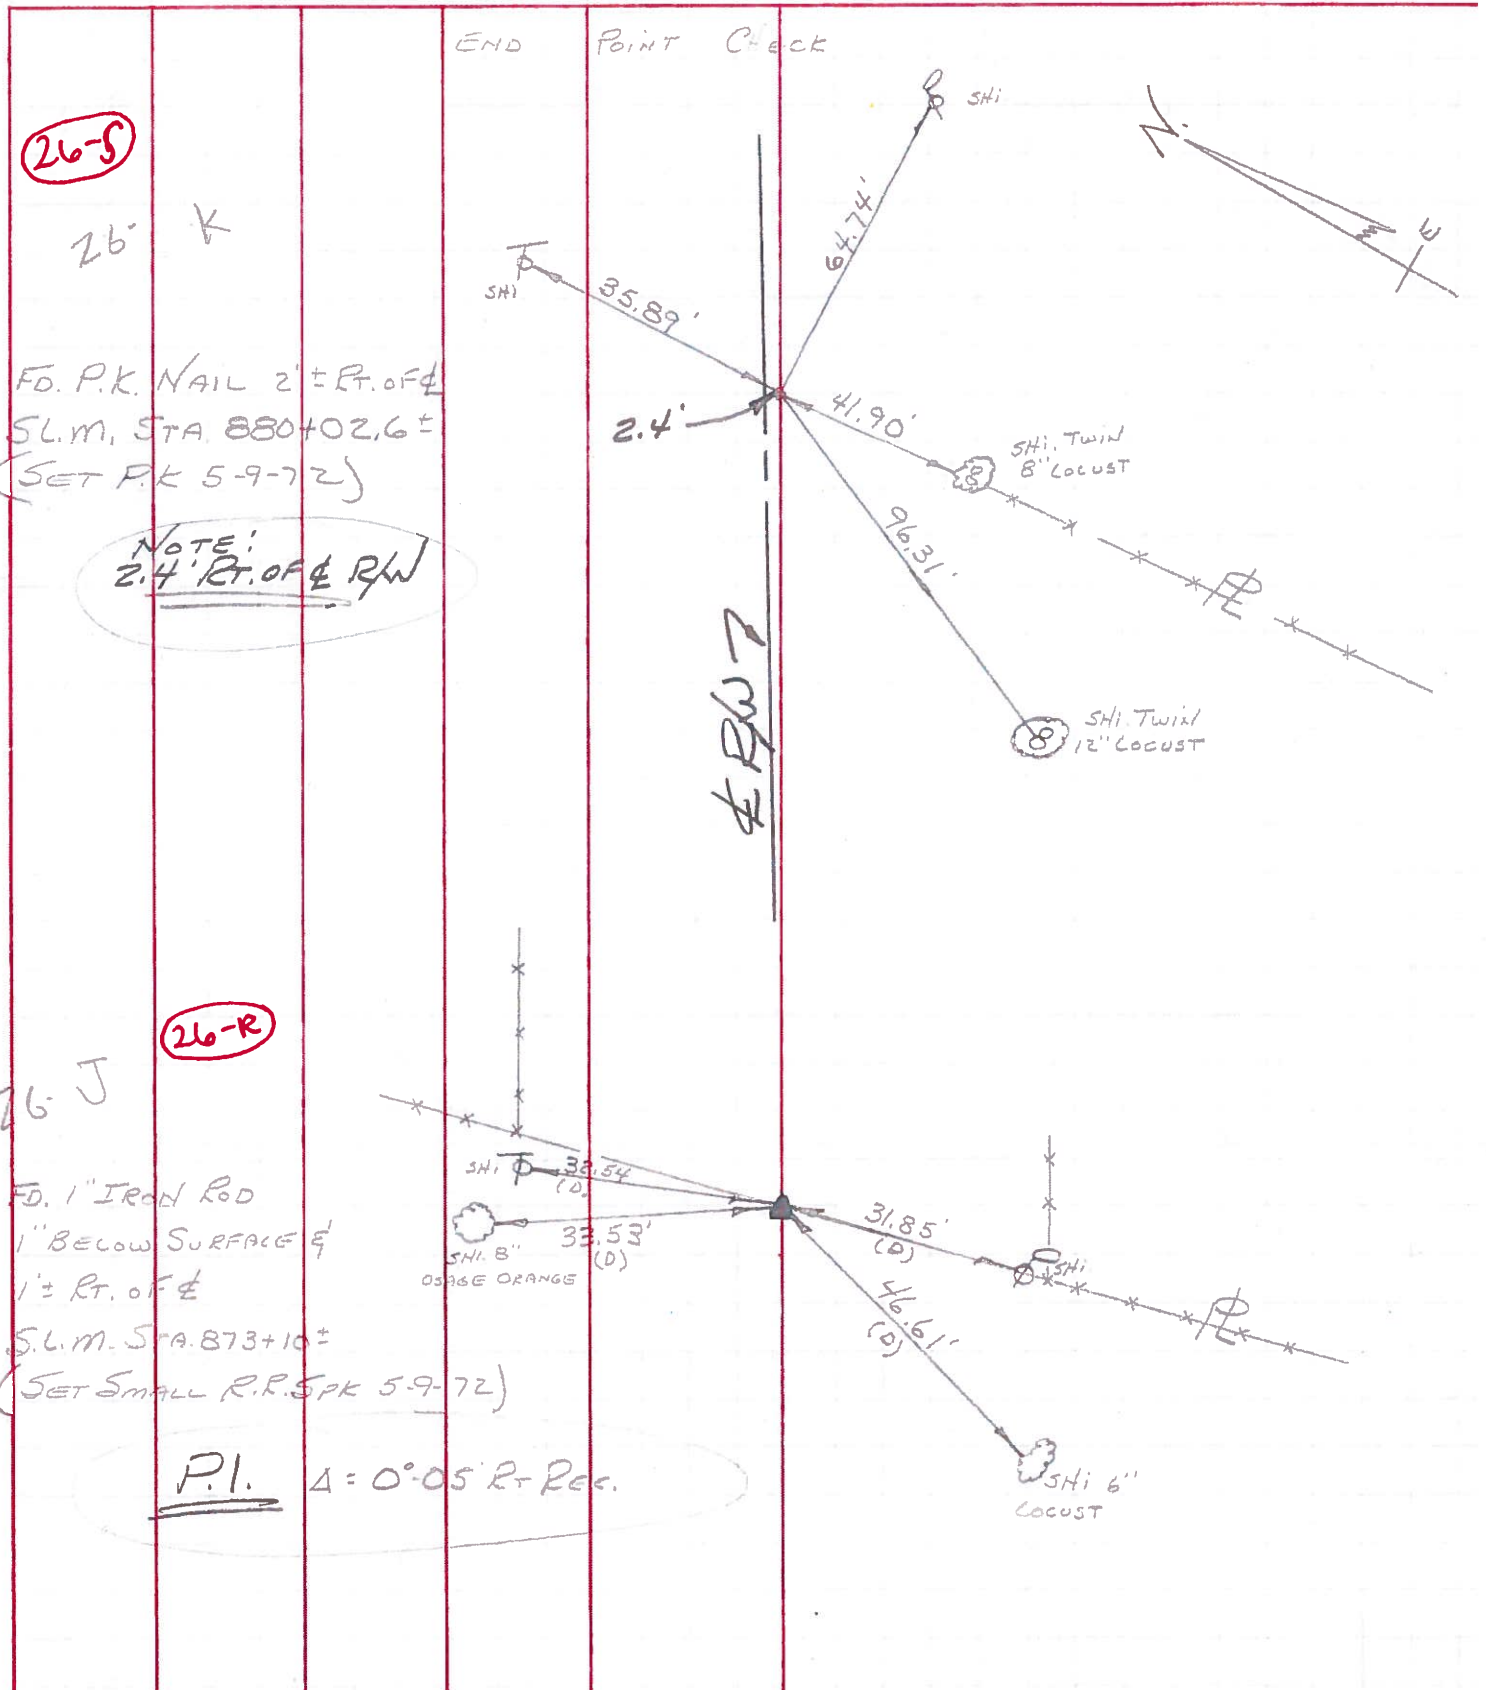 END POINT CHECK
SHI
N.
26-S
26- K
E
64.74'
SHI
35.89'
FD. P.K. NAIL 2'± RT. OF ℄
S.L.M. STA. 880+02.6±
(SET P.K 5-9-72)
2.4'
41.90'
SHI. TWIN
8" LOCUST
NOTE:
2.4' RT. OF ℄ R/W
96.31'
PL
℄ R/W
SHI. TWIN
12" LOCUST
26-R
26- J
SHI
32.54
(D)
FD. 1" IRON ROD
1" BELOW SURFACE &
1'± RT. OF ℄
S.L.M. STA. 873+10±
(SET SMALL R.R. SPK 5-9-72)
33.53'
(D)
SHI. 8"
OSAGE ORANGE
31.85'
(D)
SHI
PL
46.61'
(D)
P.I. Δ = 0°-05' RT REC.
SHI 6"
LOCUST